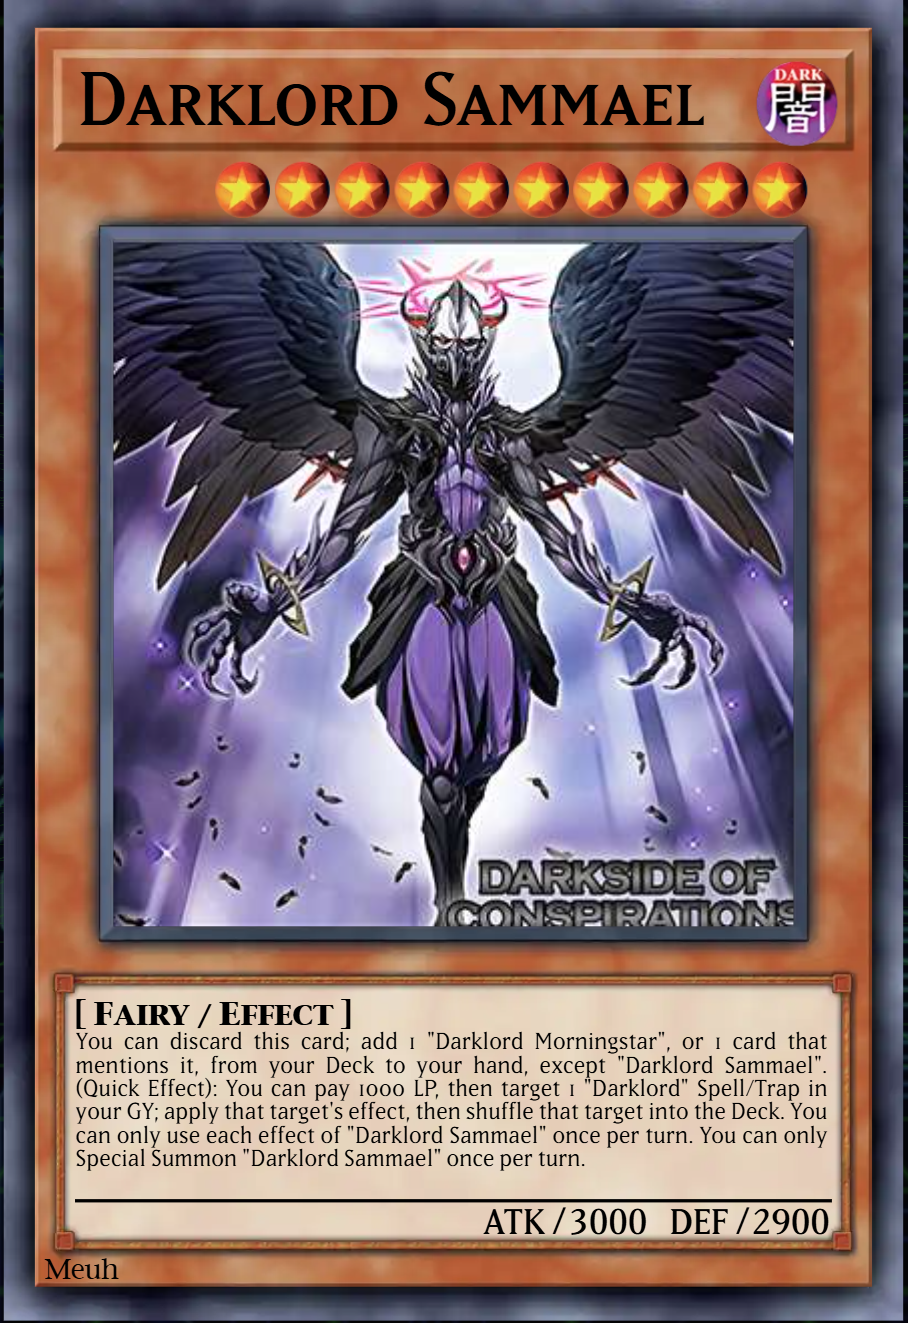 Darklord Sammael
DARK
闇
DARKSIDE OF
CONSPIRATIONS
[ Fairy / Effect ]
You can discard this card; add 1 "Darklord Morningstar", or 1 card that
mentions it, from your Deck to your hand, except "Darklord Sammael".
(Quick Effect): You can pay 1000 LP, then target 1 "Darklord" Spell/Trap in
your GY; apply that target's effect, then shuffle that target into the Deck. You
can only use each effect of "Darklord Sammael" once per turn. You can only
Special Summon "Darklord Sammael" once per turn.
ATK/3000 DEF/2900
Meuh